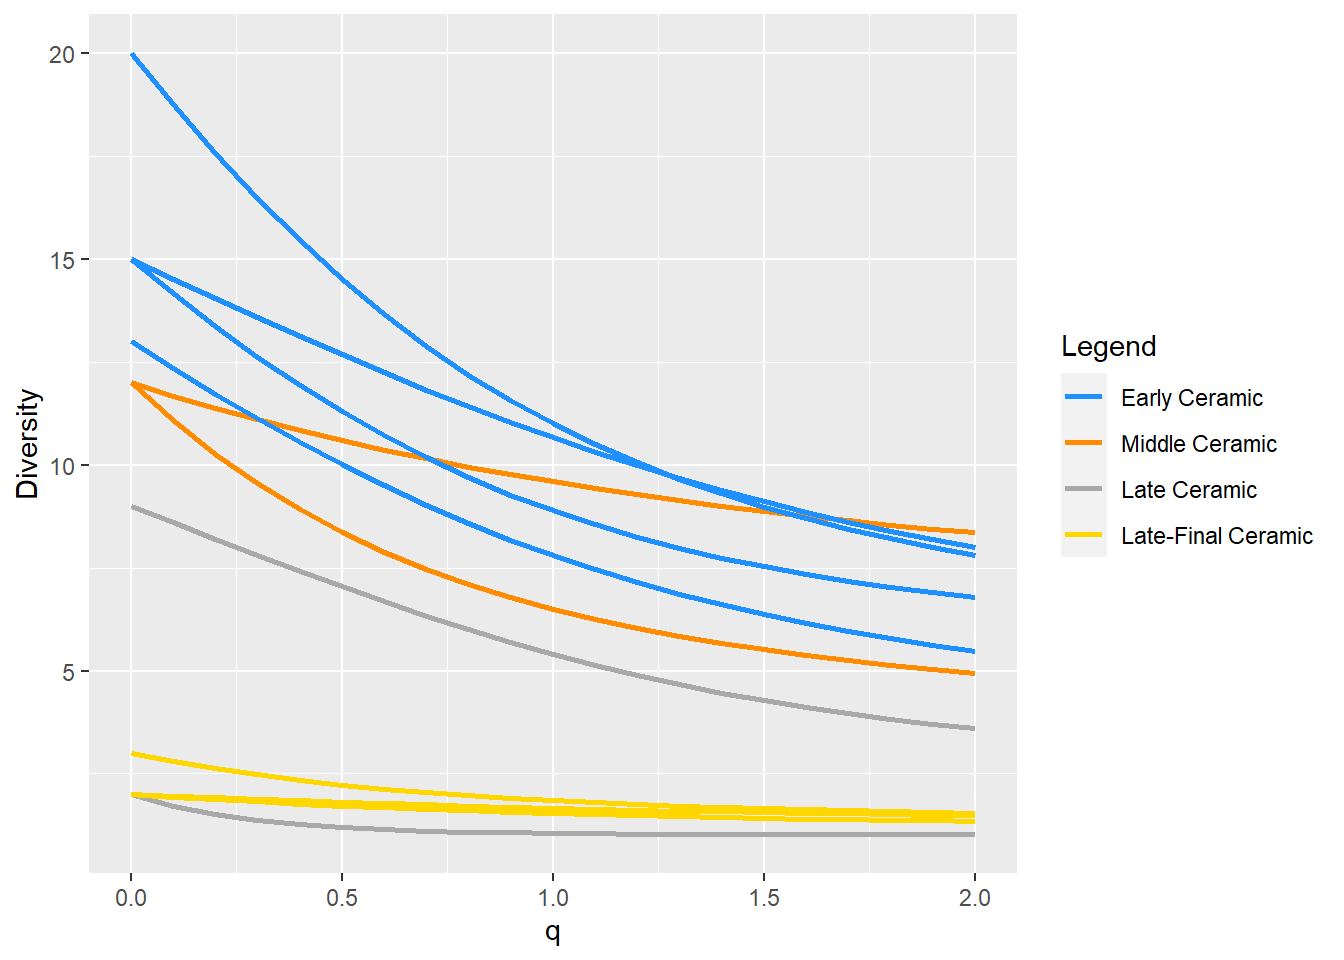 20
15
10
5
Diversity
0.0 0.5 1.0 1.5 2.0
q
Legend
Early Ceramic
Middle Ceramic
Late Ceramic
Late-Final Ceramic